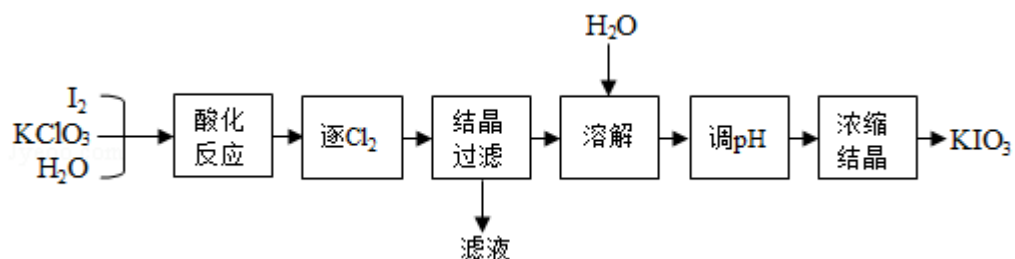 H₂O
I₂
KClO₃
H₂O
酸化
反应
逐Cl₂
结晶
过滤
溶解
调pH
浓缩
结晶
KIO₃
滤液